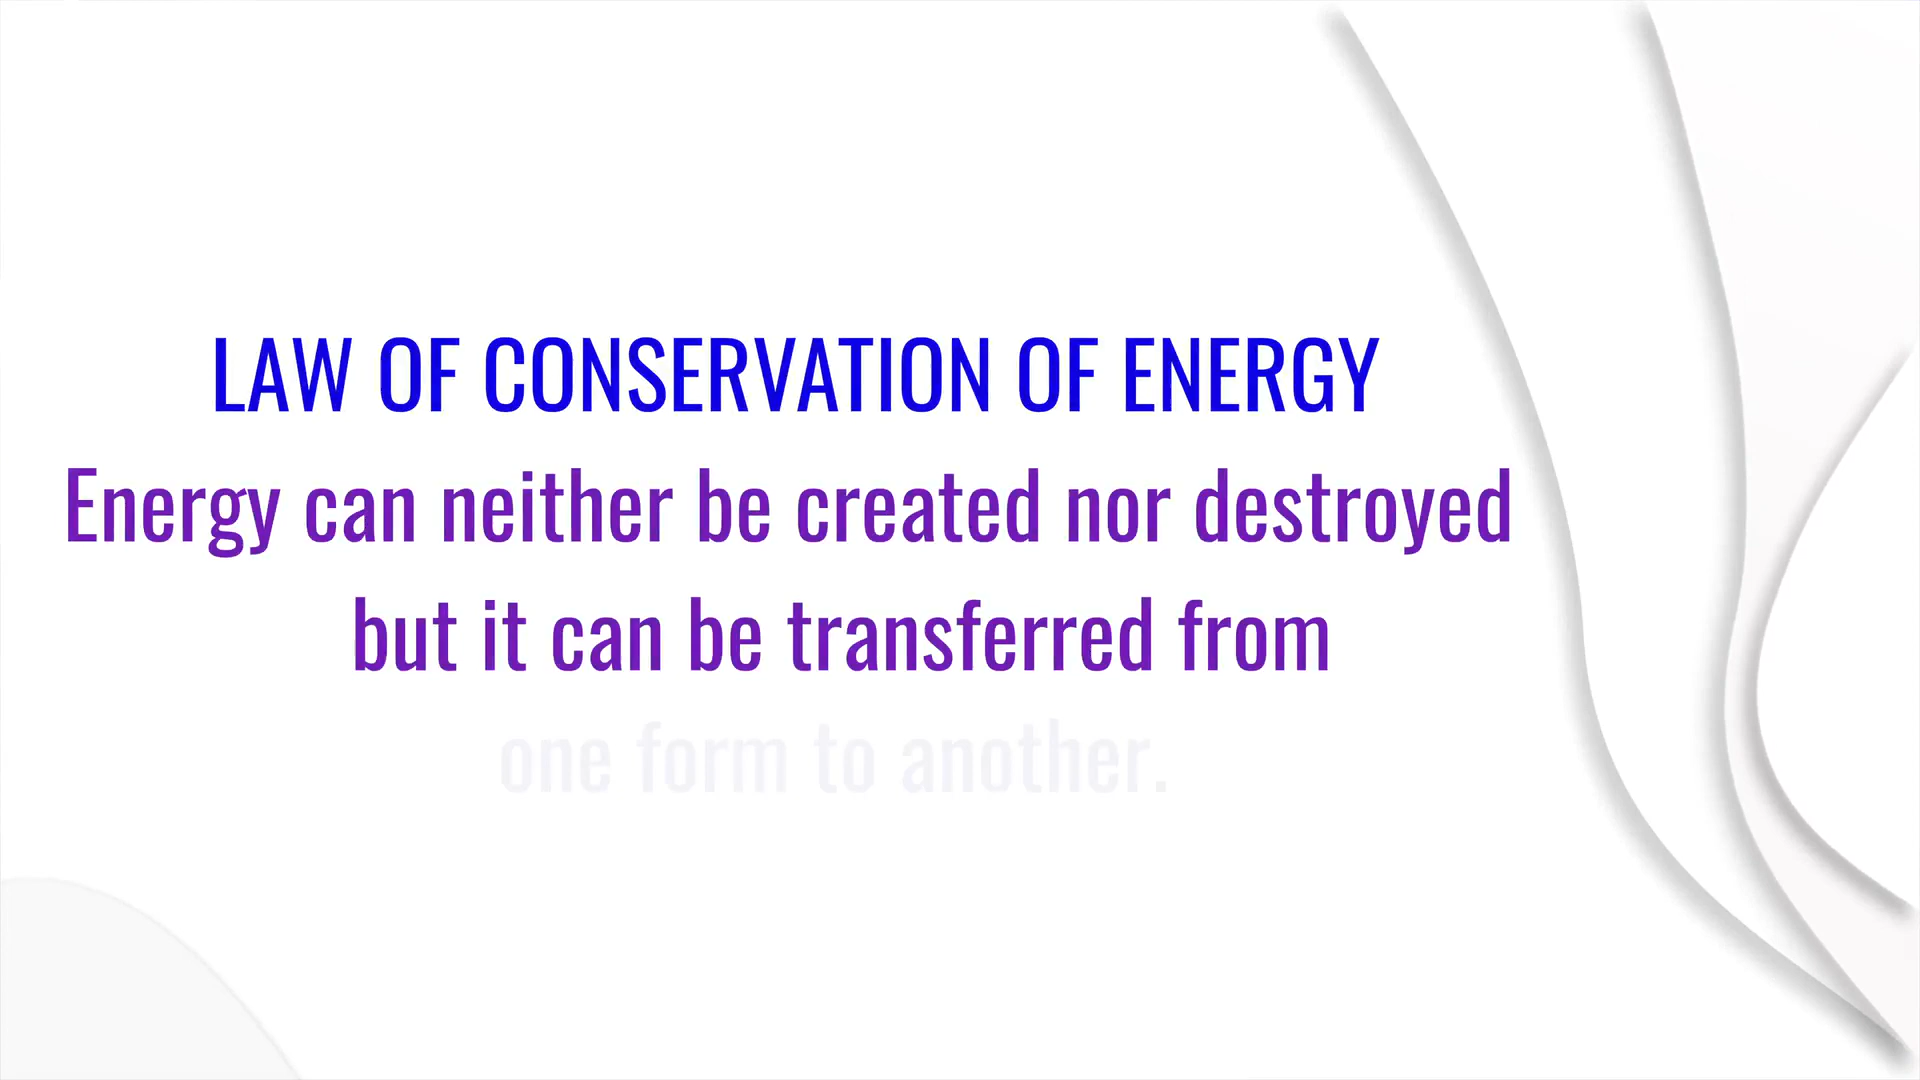 LAW OF CONSERVATION OF ENERGY
Energy can neither be created nor destroyed
but it can be transferred from
one form to another.